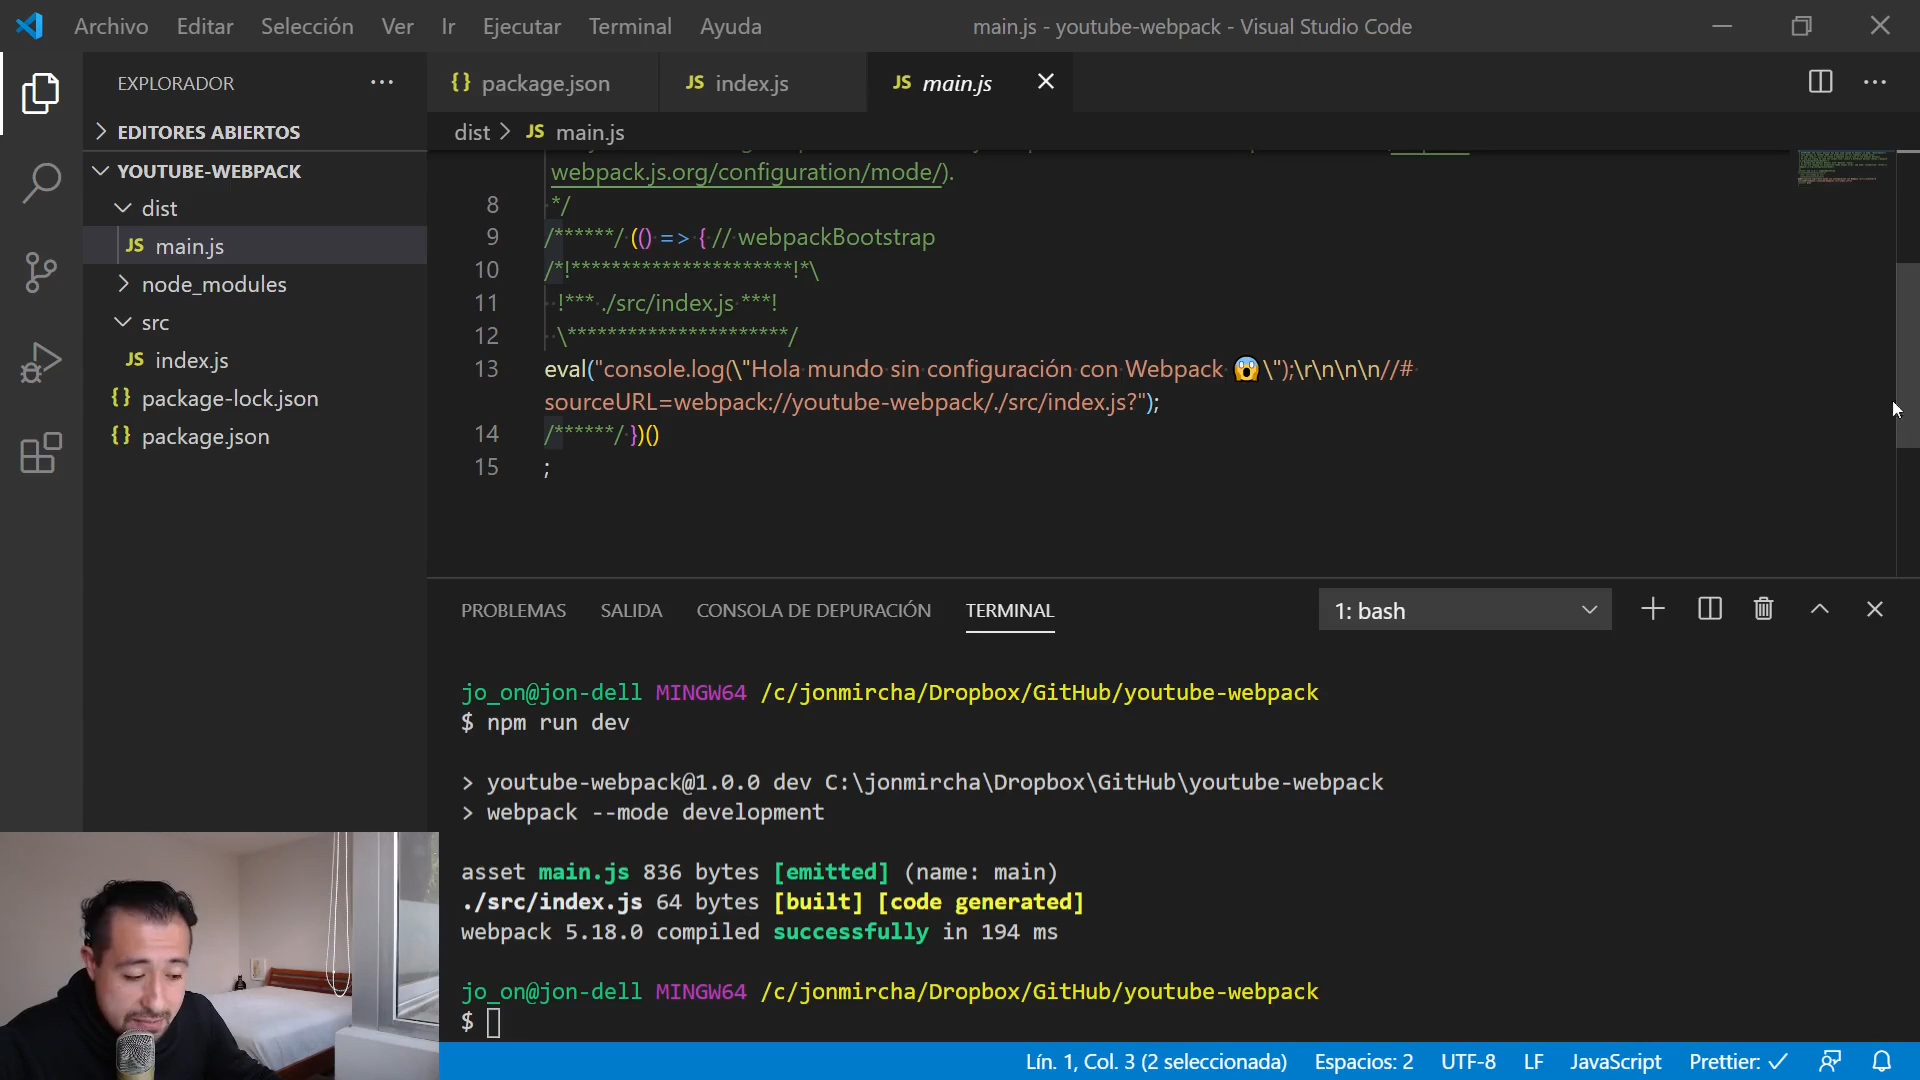 Archivo Editar Selección Ver Ir Ejecutar Terminal Ayuda
main.js - youtube-webpack - Visual Studio Code
EXPLORADOR
EDITORES ABIERTOS
YOUTUBE-WEBPACK
dist
JS main.js
node_modules
src
JS index.js
{} package-lock.json
{} package.json
{} package.json
JS index.js
JS main.js
dist > JS main.js
webpack.js.org/configuration/mode/).
8 */
9 /******/ (() => { // webpackBootstrap
10 /*!**********************!*\
11 !*** ./src/index.js ***!
12 \**********************/
13 eval("console.log(\"Hola mundo sin configuración con Webpack 😱\");\r\n\n\n//#
sourceURL=webpack://youtube-webpack/./src/index.js?");
14 /******/ })()
15 ;
PROBLEMAS SALIDA CONSOLA DE DEPURACIÓN TERMINAL
1: bash
jo_on@jon-dell MINGW64 /c/jonmircha/Dropbox/GitHub/youtube-webpack
$ npm run dev
> youtube-webpack@1.0.0 dev C:\jonmircha\Dropbox\GitHub\youtube-webpack
> webpack --mode development
asset main.js 836 bytes [emitted] (name: main)
./src/index.js 64 bytes [built] [code generated]
webpack 5.18.0 compiled successfully in 194 ms
jo_on@jon-dell MINGW64 /c/jonmircha/Dropbox/GitHub/youtube-webpack
$
Lín. 1, Col. 3 (2 seleccionada) Espacios: 2 UTF-8 LF JavaScript Prettier: ✓